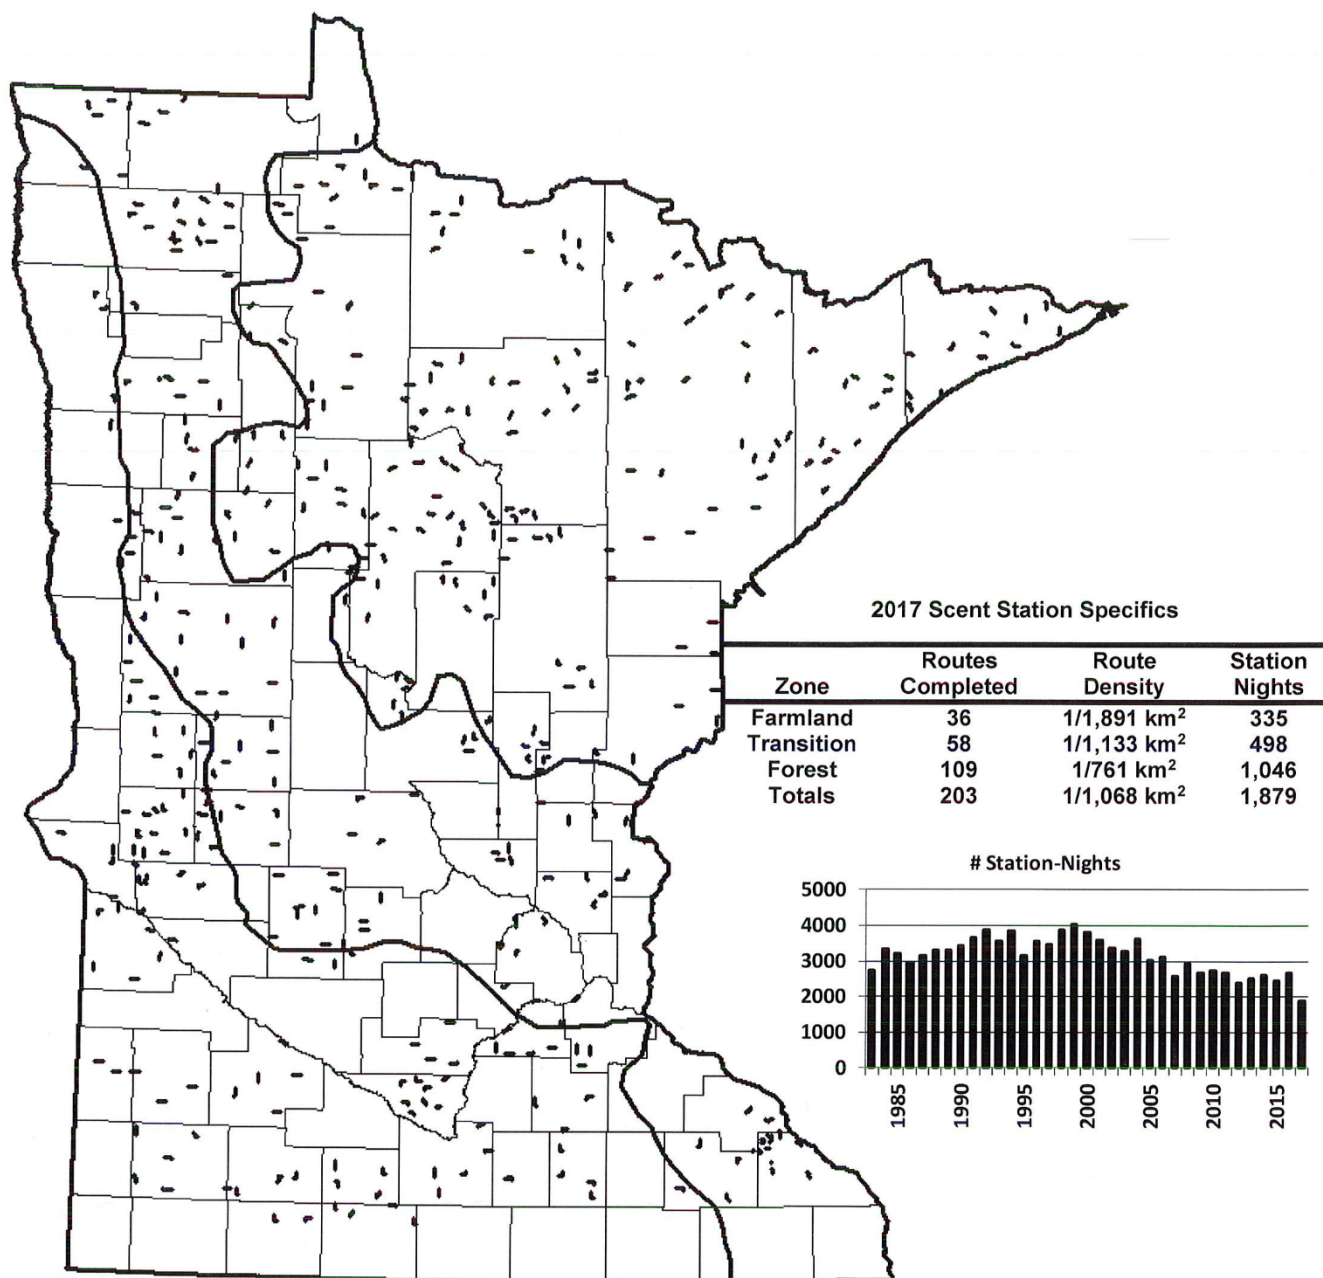 2017 Scent Station Specifics
Zone Routes Completed Route Density Station Nights
Farmland 36 1/1,891 km² 335
Transition 58 1/1,133 km² 498
Forest 109 1/761 km² 1,046
Totals 203 1/1,068 km² 1,879
# Station-Nights
5000
4000
3000
2000
1000
0
1985 1990 1995 2000 2005 2010 2015